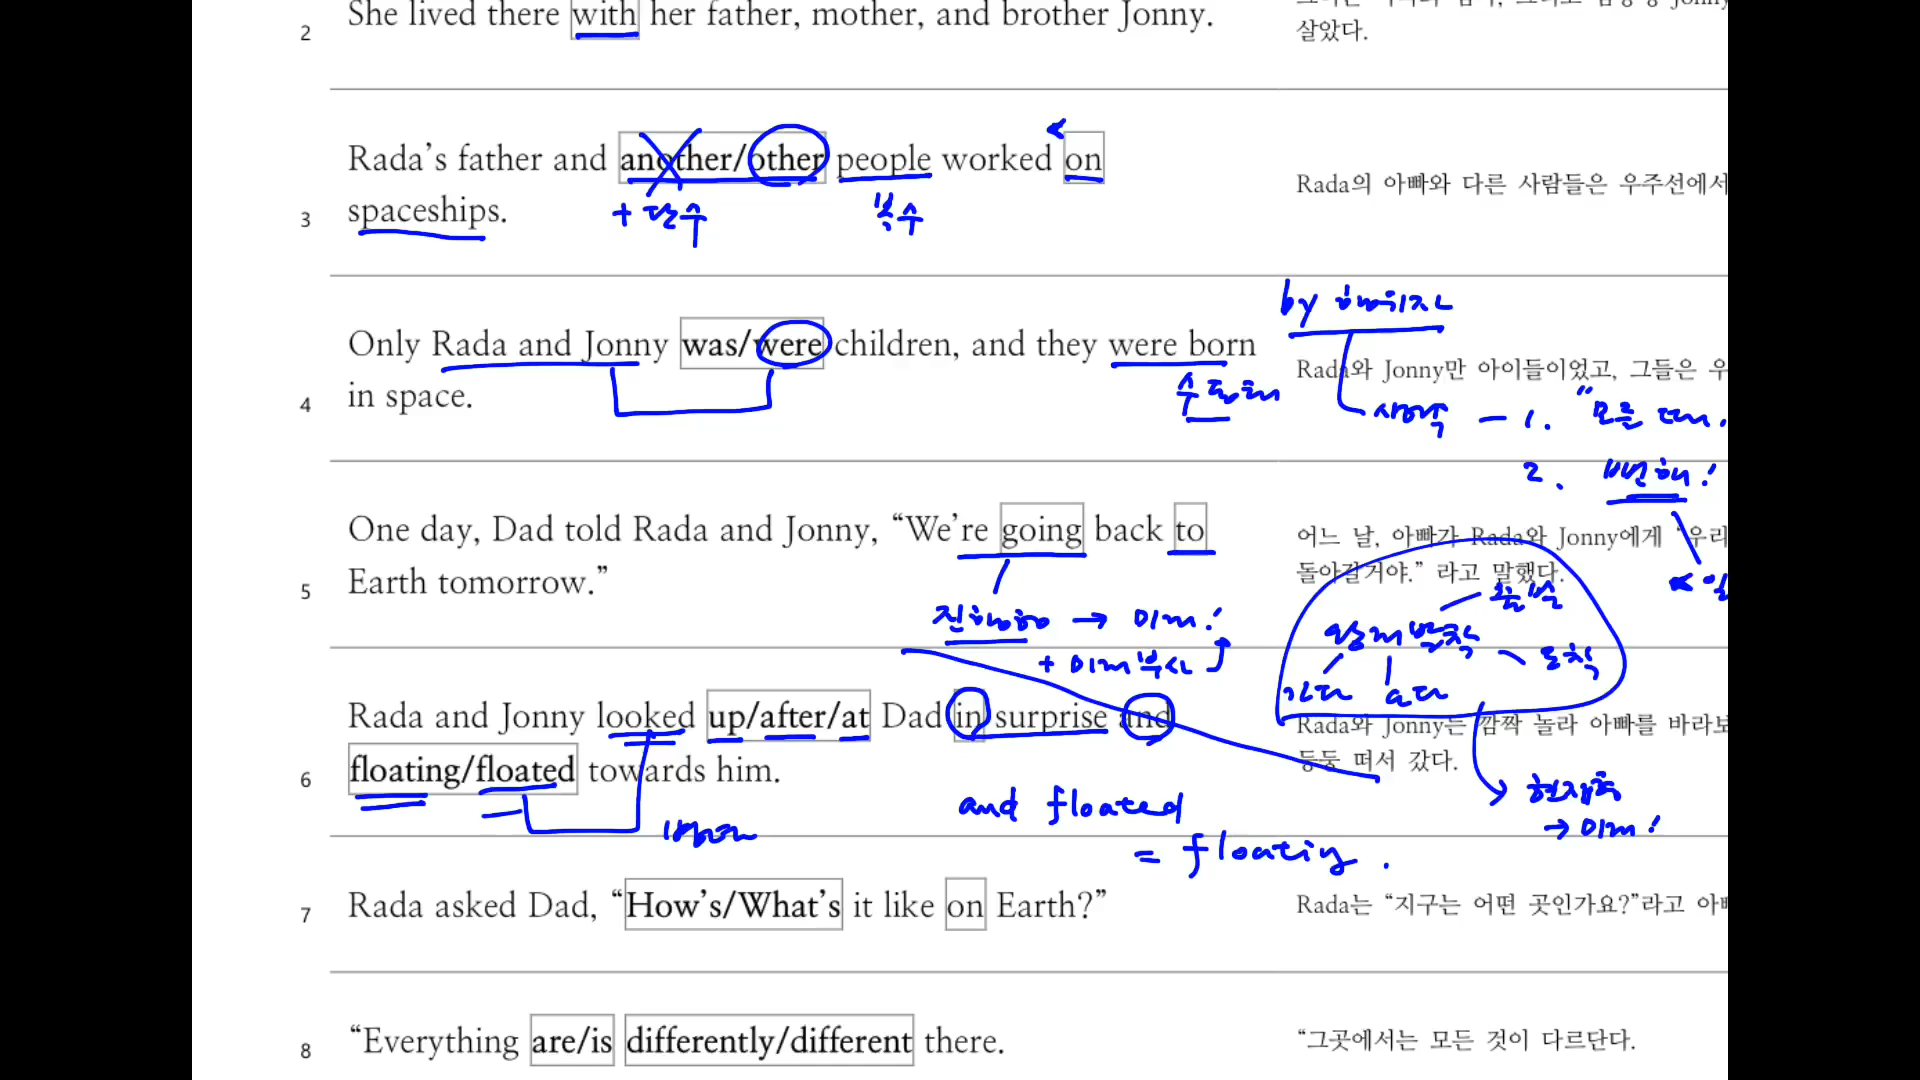 2 She lived there with her father, mother, and brother Jonny.
살았다.
Rada's father and another/other people worked on
3 spaceships.
Rada의 아빠와 다른 사람들은 우주선에서
+ 단수
복수
Only Rada and Jonny was/were children, and they were born
4 in space.
Rada와 Jonny만 아이들이었고, 그들은 우
수동태
by 행위자
1. "모를 때,
2. 뻔해!
One day, Dad told Rada and Jonny, "We're going back to
5 Earth tomorrow."
어느 날, 아빠가 Rada와 Jonny에게 "우리
돌아갈거야." 라고 말했다.
진행형 → 미래!
+ 미래부사
출발
왕래발착
도착
가다 오다
현재형
→ 미래!
Rada and Jonny looked up/after/at Dad in surprise and
6 floating/floated towards him.
Rada와 Jonny는 깜짝 놀라 아빠를 바라보
둥둥 떠서 갔다.
and floated
= floating.
7 Rada asked Dad, "How's/What's it like on Earth?"
Rada는 "지구는 어떤 곳인가요?"라고 아빠
8 "Everything are/is differently/different there.
"그곳에서는 모든 것이 다르단다.